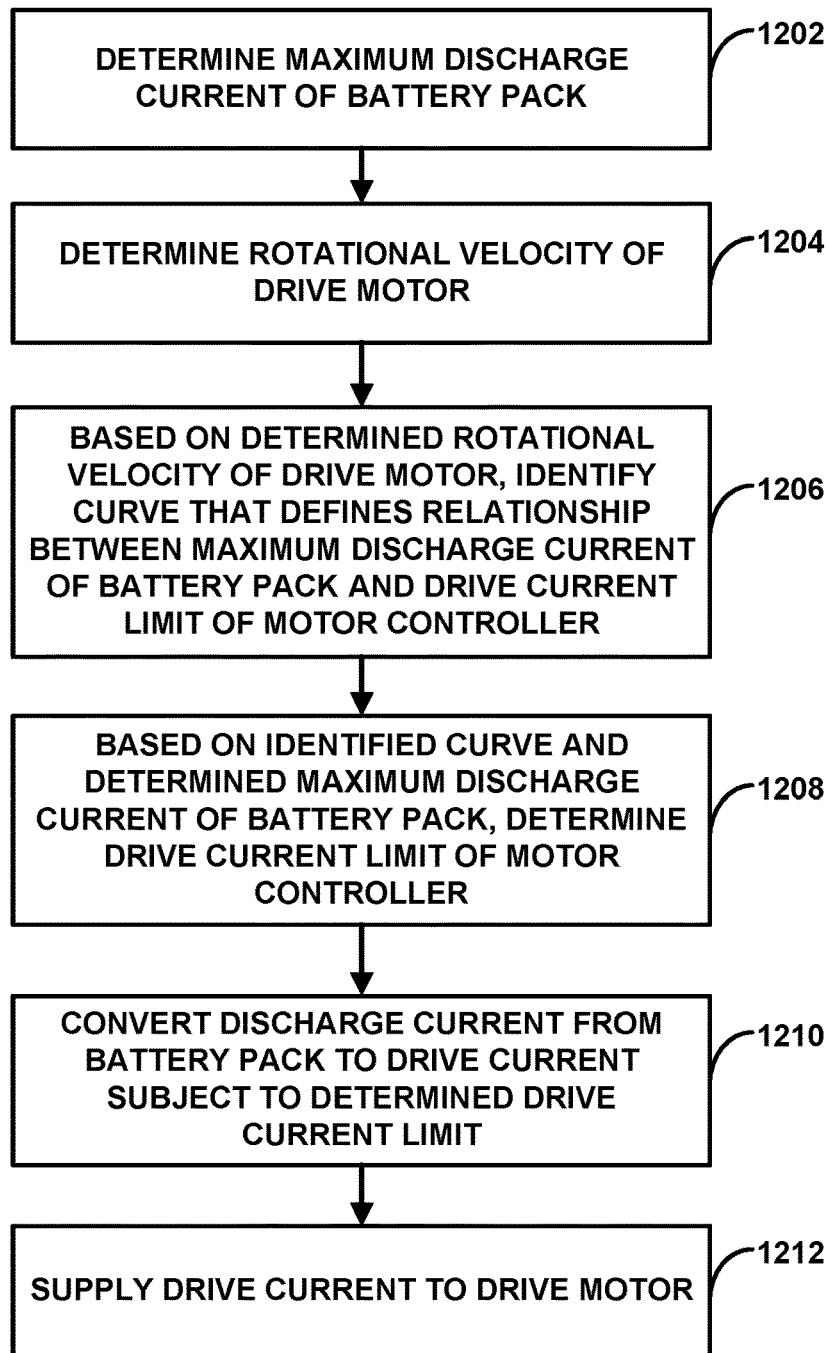 DETERMINE MAXIMUM DISCHARGE
CURRENT OF BATTERY PACK
1202
DETERMINE ROTATIONAL VELOCITY OF
DRIVE MOTOR
1204
BASED ON DETERMINED ROTATIONAL
VELOCITY OF DRIVE MOTOR, IDENTIFY
CURVE THAT DEFINES RELATIONSHIP
BETWEEN MAXIMUM DISCHARGE CURRENT
OF BATTERY PACK AND DRIVE CURRENT
LIMIT OF MOTOR CONTROLLER
1206
BASED ON IDENTIFIED CURVE AND
DETERMINED MAXIMUM DISCHARGE
CURRENT OF BATTERY PACK, DETERMINE
DRIVE CURRENT LIMIT OF MOTOR
CONTROLLER
1208
CONVERT DISCHARGE CURRENT FROM
BATTERY PACK TO DRIVE CURRENT
SUBJECT TO DETERMINED DRIVE
CURRENT LIMIT
1210
SUPPLY DRIVE CURRENT TO DRIVE MOTOR
1212